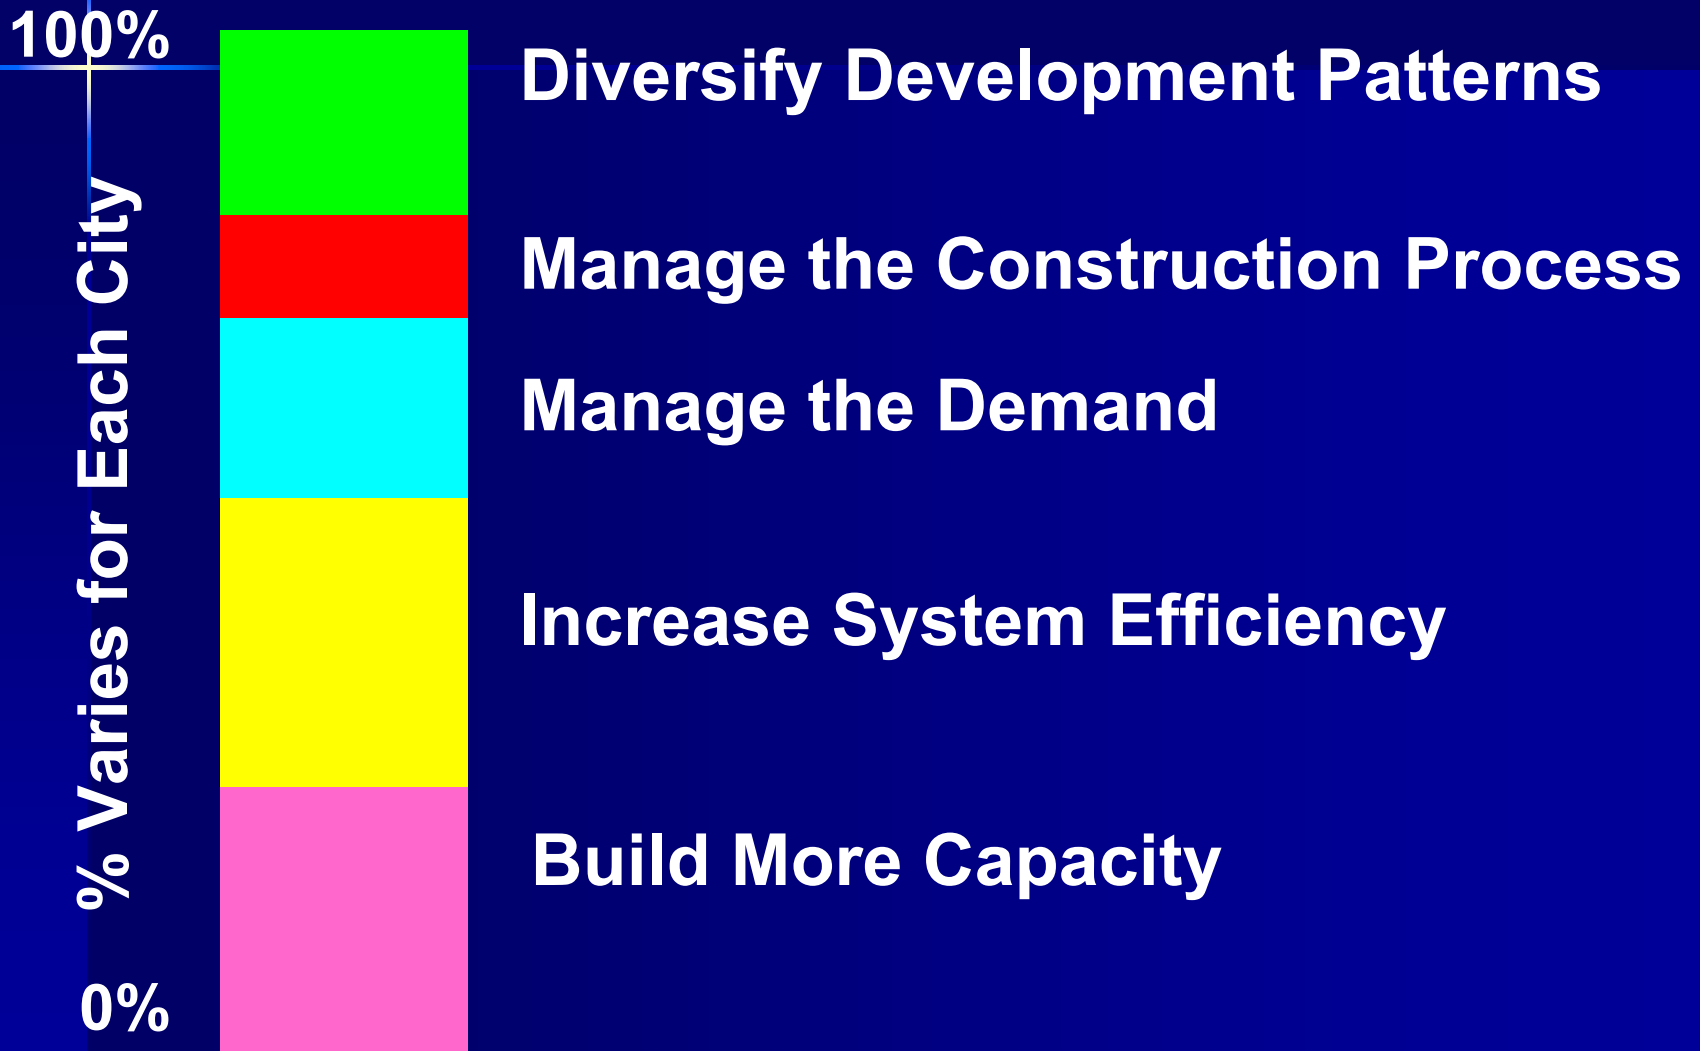 100%
Diversify Development Patterns
Manage the Construction Process
Manage the Demand
Increase System Efficiency
Build More Capacity
% Varies for Each City
0%